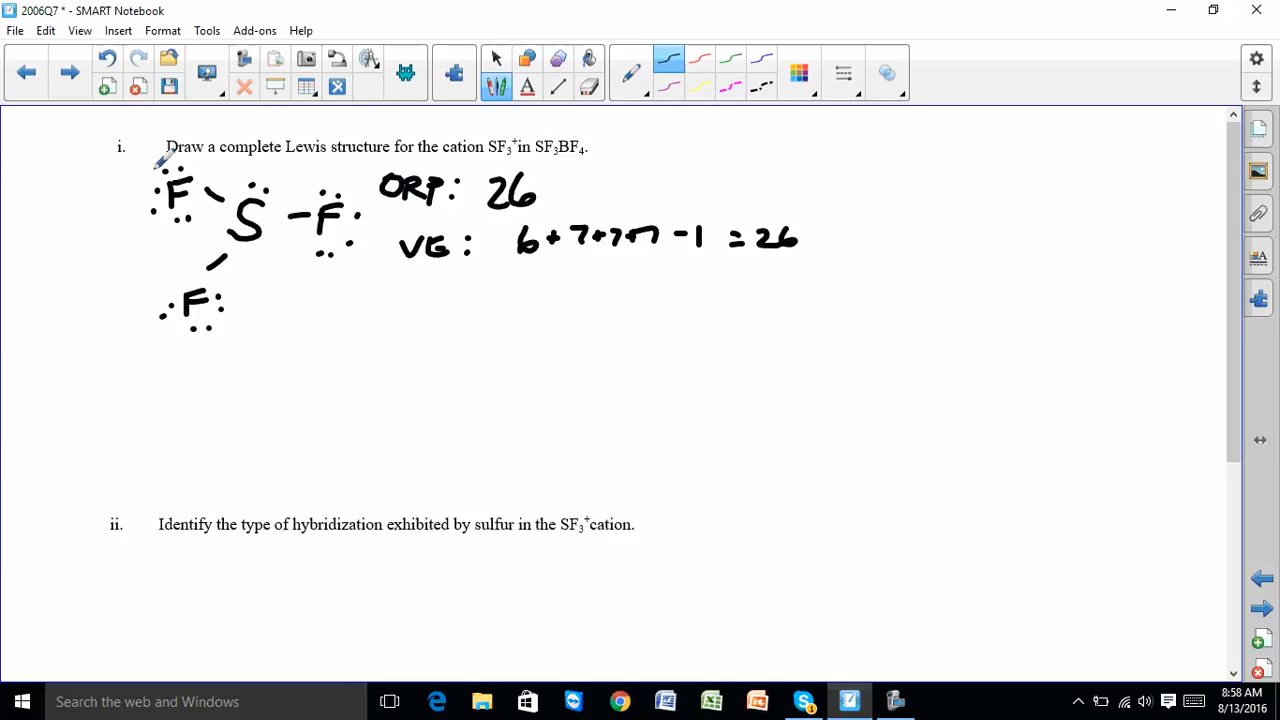 2006Q7 * - SMART Notebook
File Edit View Insert Format Tools Add-ons Help
i. Draw a complete Lewis structure for the cation SF₃⁺in SF₃BF₄.
F
S - F
F
ORP: 26
VE: 6+7+7+7-1 = 26
ii. Identify the type of hybridization exhibited by sulfur in the SF₃⁺cation.
Search the web and Windows
8:58 AM
8/13/2016